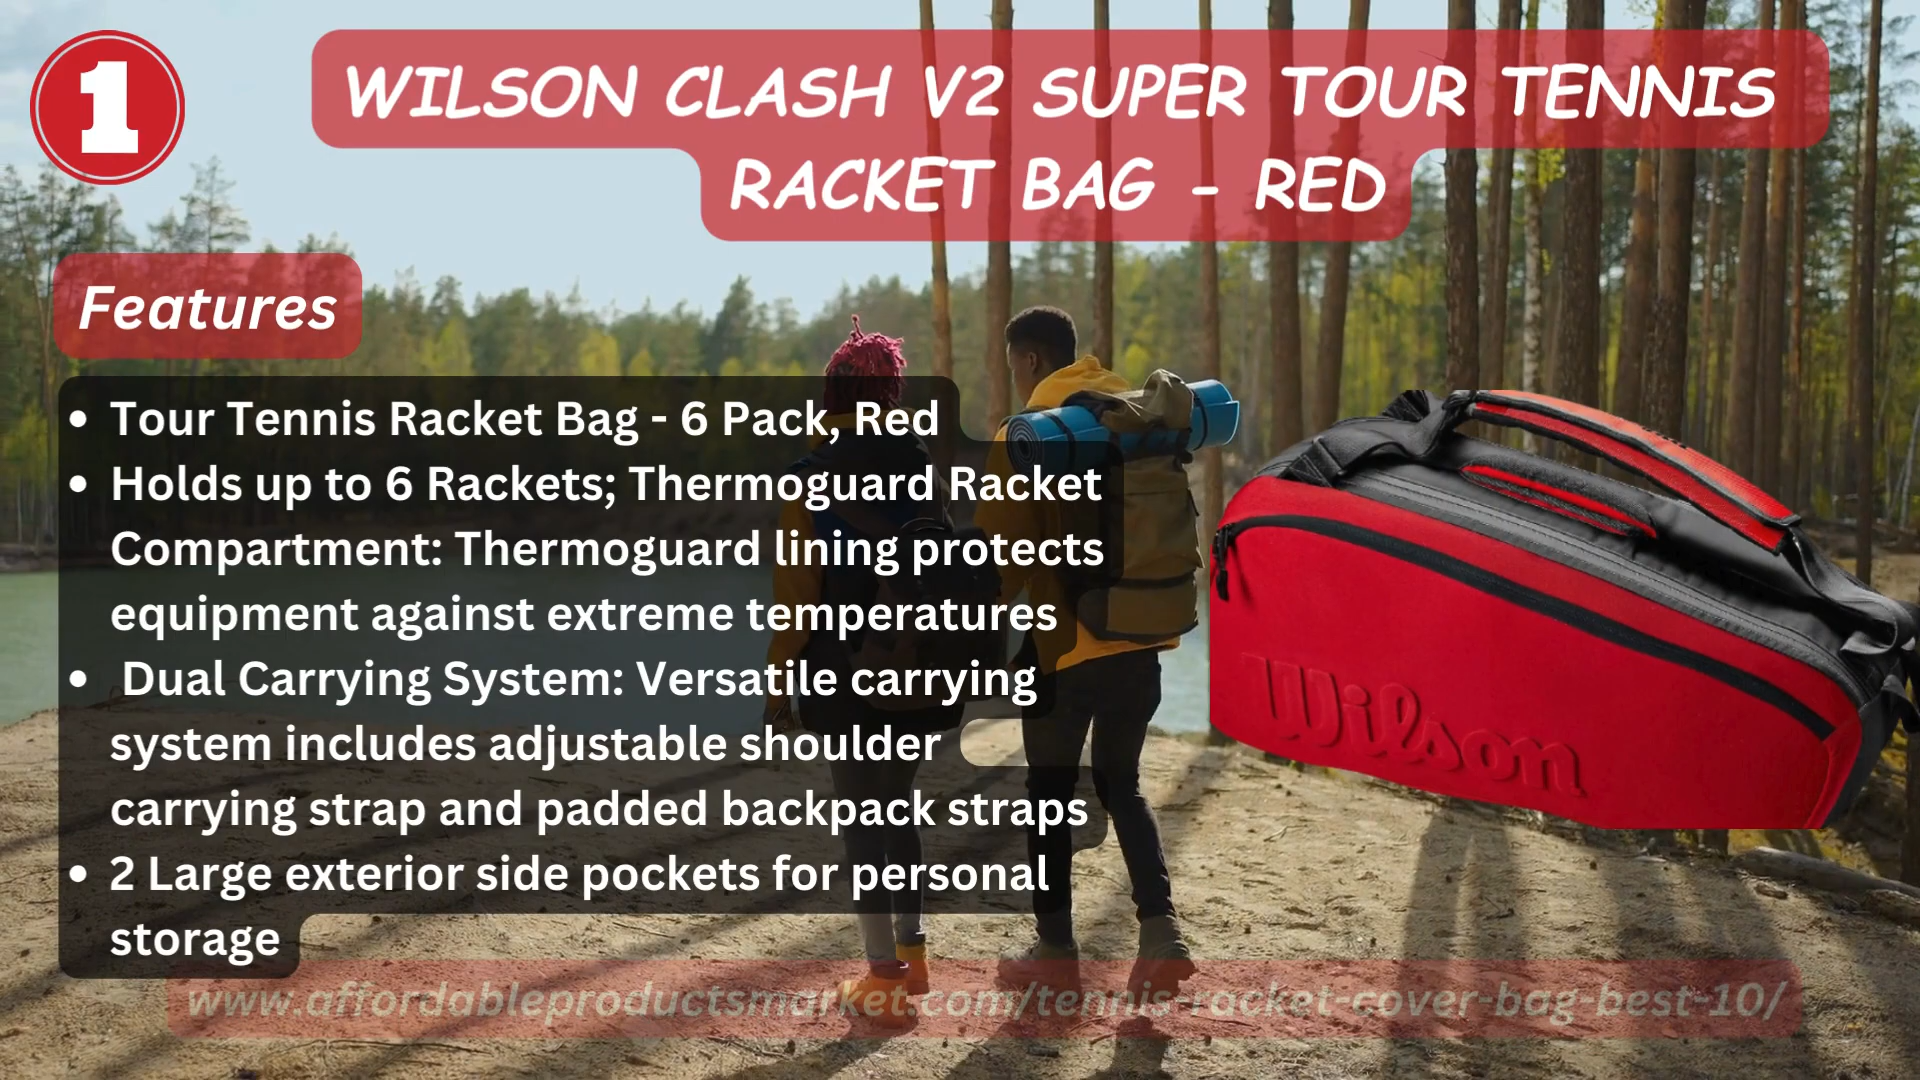 1
WILSON CLASH V2 SUPER TOUR TENNIS
RACKET BAG - RED
Features
• Tour Tennis Racket Bag - 6 Pack, Red
• Holds up to 6 Rackets; Thermoguard Racket
Compartment: Thermoguard lining protects
equipment against extreme temperatures
• Dual Carrying System: Versatile carrying
system includes adjustable shoulder
carrying strap and padded backpack straps
• 2 Large exterior side pockets for personal
storage
Wilson
www.affordableproductsmarket.com/tennis-racket-cover-bag-best-10/